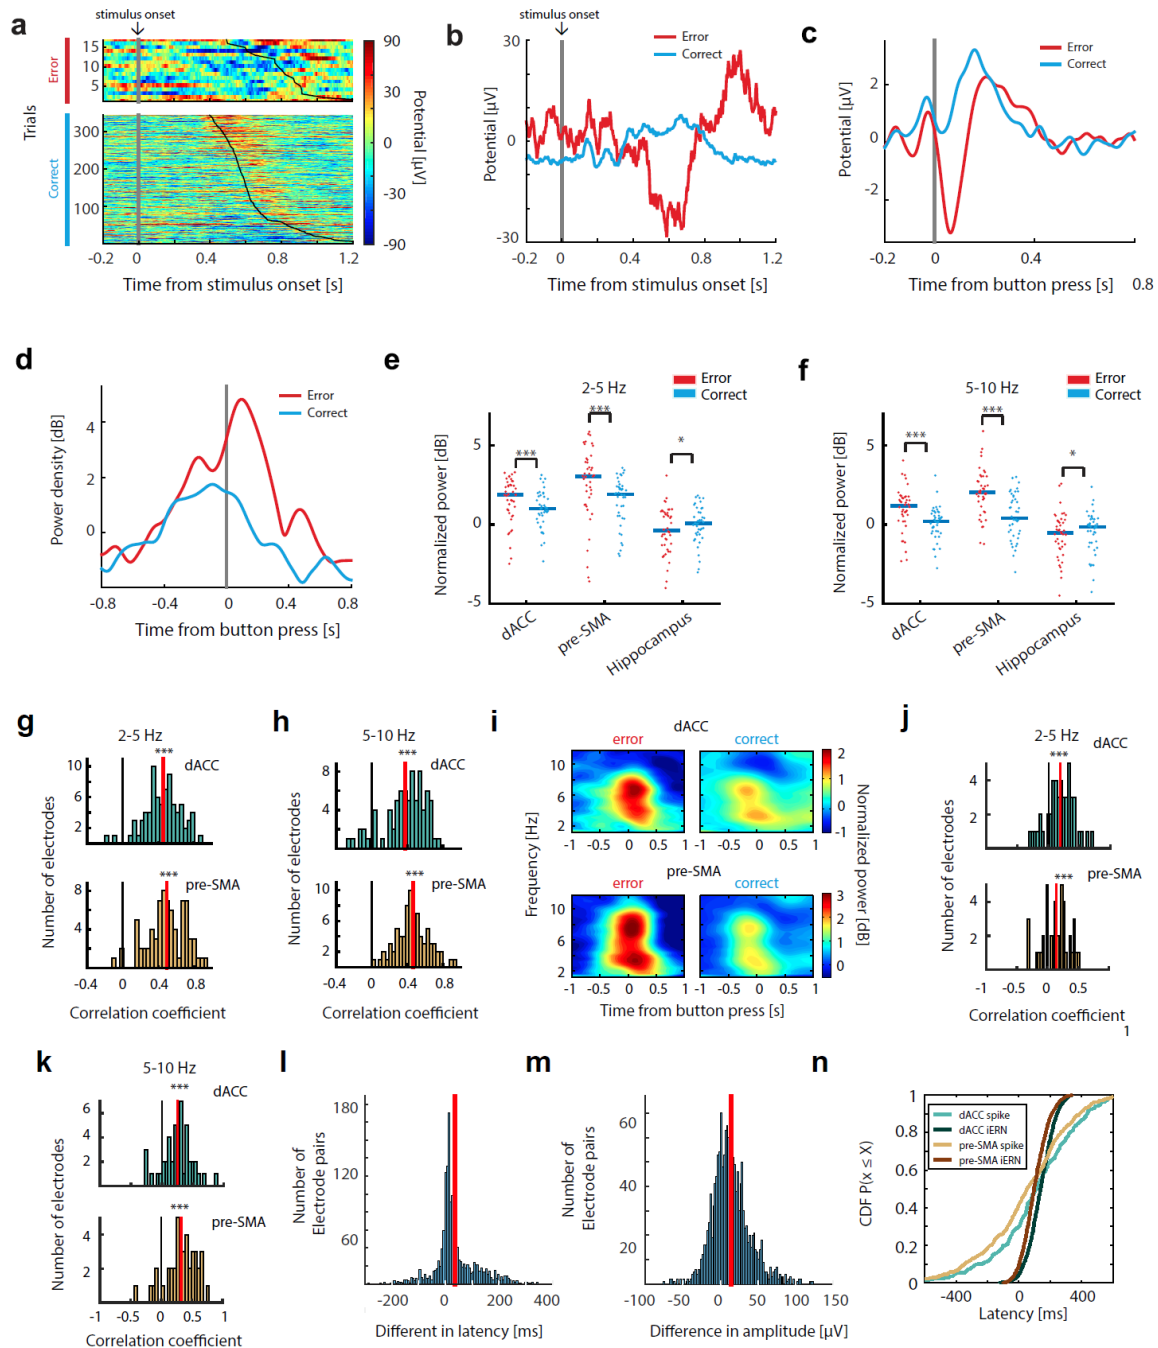 a
stimulus onset
Error
Correct
Trials
15
10
5
300
200
100
90
60
30
0
-30
-60
-90
Potential [µV]
-0.2 0 0.4 0.8 1.2
Time from stimulus onset [s]
b
stimulus onset
Error
Correct
30
0
-30
Potential [µV]
-0.2 0 0.4 0.8 1.2
Time from stimulus onset [s]
c
Error
Correct
2
0
-2
Potential [µV]
-0.2 0 0.4
Time from button press [s] 0.8
d
Error
Correct
4
2
0
Power density [dB]
-0.8 -0.4 0 0.4 0.8
Time from button press [s]
e
2-5 Hz
Error
Correct
***
***
*
5
0
-5
Normalized power [dB]
dACC
pre-SMA
Hippocampus
f
5-10 Hz
Error
Correct
***
***
*
5
0
-5
Normalized power [dB]
dACC
pre-SMA
Hippocampus
g
2-5 Hz
***
dACC
10
8
6
4
2
***
pre-SMA
8
4
Number of electrodes
-0.4 0 0.4 0.8
Correlation coefficient
h
5-10 Hz
***
dACC
8
4
***
pre-SMA
10
6
2
Number of electrodes
-0.4 0 0.4 0.8
Correlation coefficient
i
dACC
error
correct
10
6
2
-1 -0.5 0 0.5 1
-1 -0.5 0 0.5 1
2
1
0
-1
pre-SMA
error
correct
10
6
2
-1 -0.5 0 0.5 1
-1 -0.5 0 0.5 1
3
2
1
0
Frequency [Hz]
Normalized power [dB]
Time from button press [s]
j
2-5 Hz
***
dACC
4
2
***
pre-SMA
4
2
Number of electrodes
-1 -0.5 0 0.5
Correlation coefficient
1
k
5-10 Hz
***
dACC
6
4
2
***
pre-SMA
4
2
Number of electrodes
-1 -0.5 0 0.5 1
Correlation coefficient
l
180
120
60
Number of
Electrode pairs
-200 0 200 400
Different in latency [ms]
m
60
40
20
Number of
Electrode pairs
-100 -50 0 50 100 150
Difference in amplitude [µV]
n
dACC spike
dACC iERN
pre-SMA spike
pre-SMA iERN
1
0.8
0.6
0.4
0.2
0
CDF P(x ≤ X)
-400 0 400
Latency [ms]